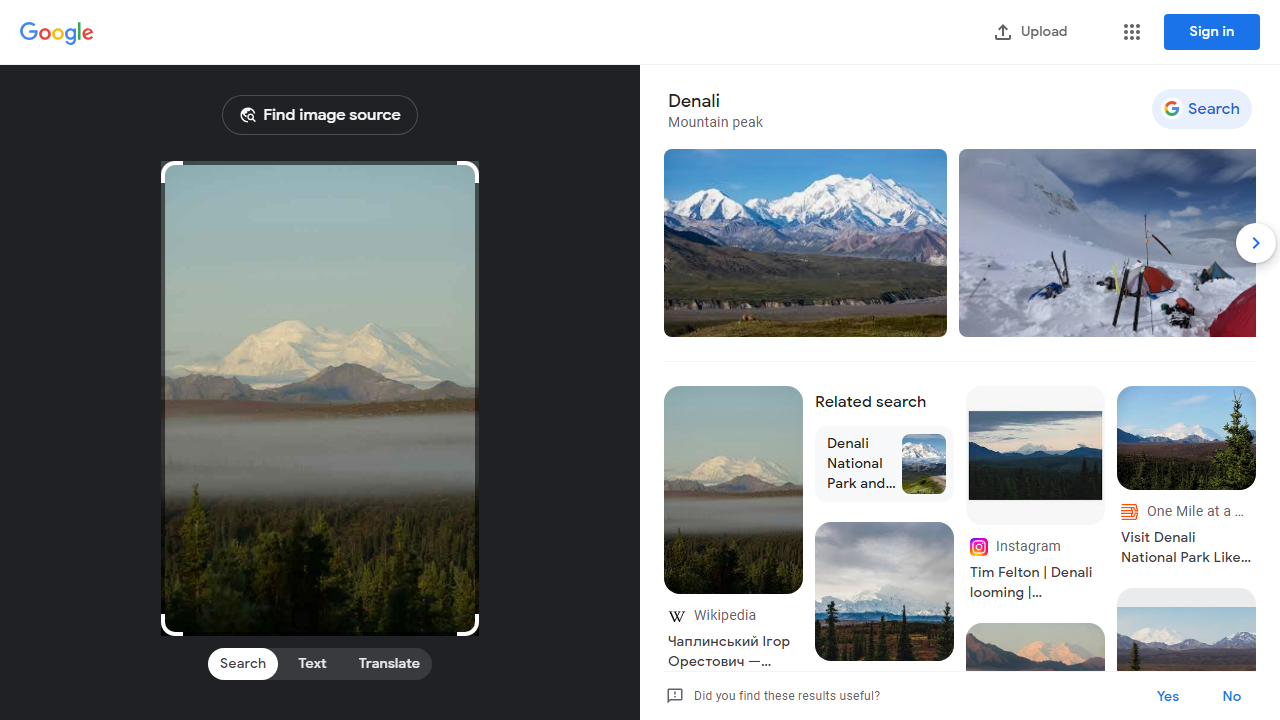 Google
Upload
Sign in
Find image source
Search
Text
Translate
Denali
Mountain peak
Search
Related search
Denali
National
Park and...
Wikipedia
Чаплинський Ігор
Орестович —...
Instagram
Tim Felton | Denali
looming |...
One Mile at a ...
Visit Denali
National Park Like...
Did you find these results useful?
Yes
No